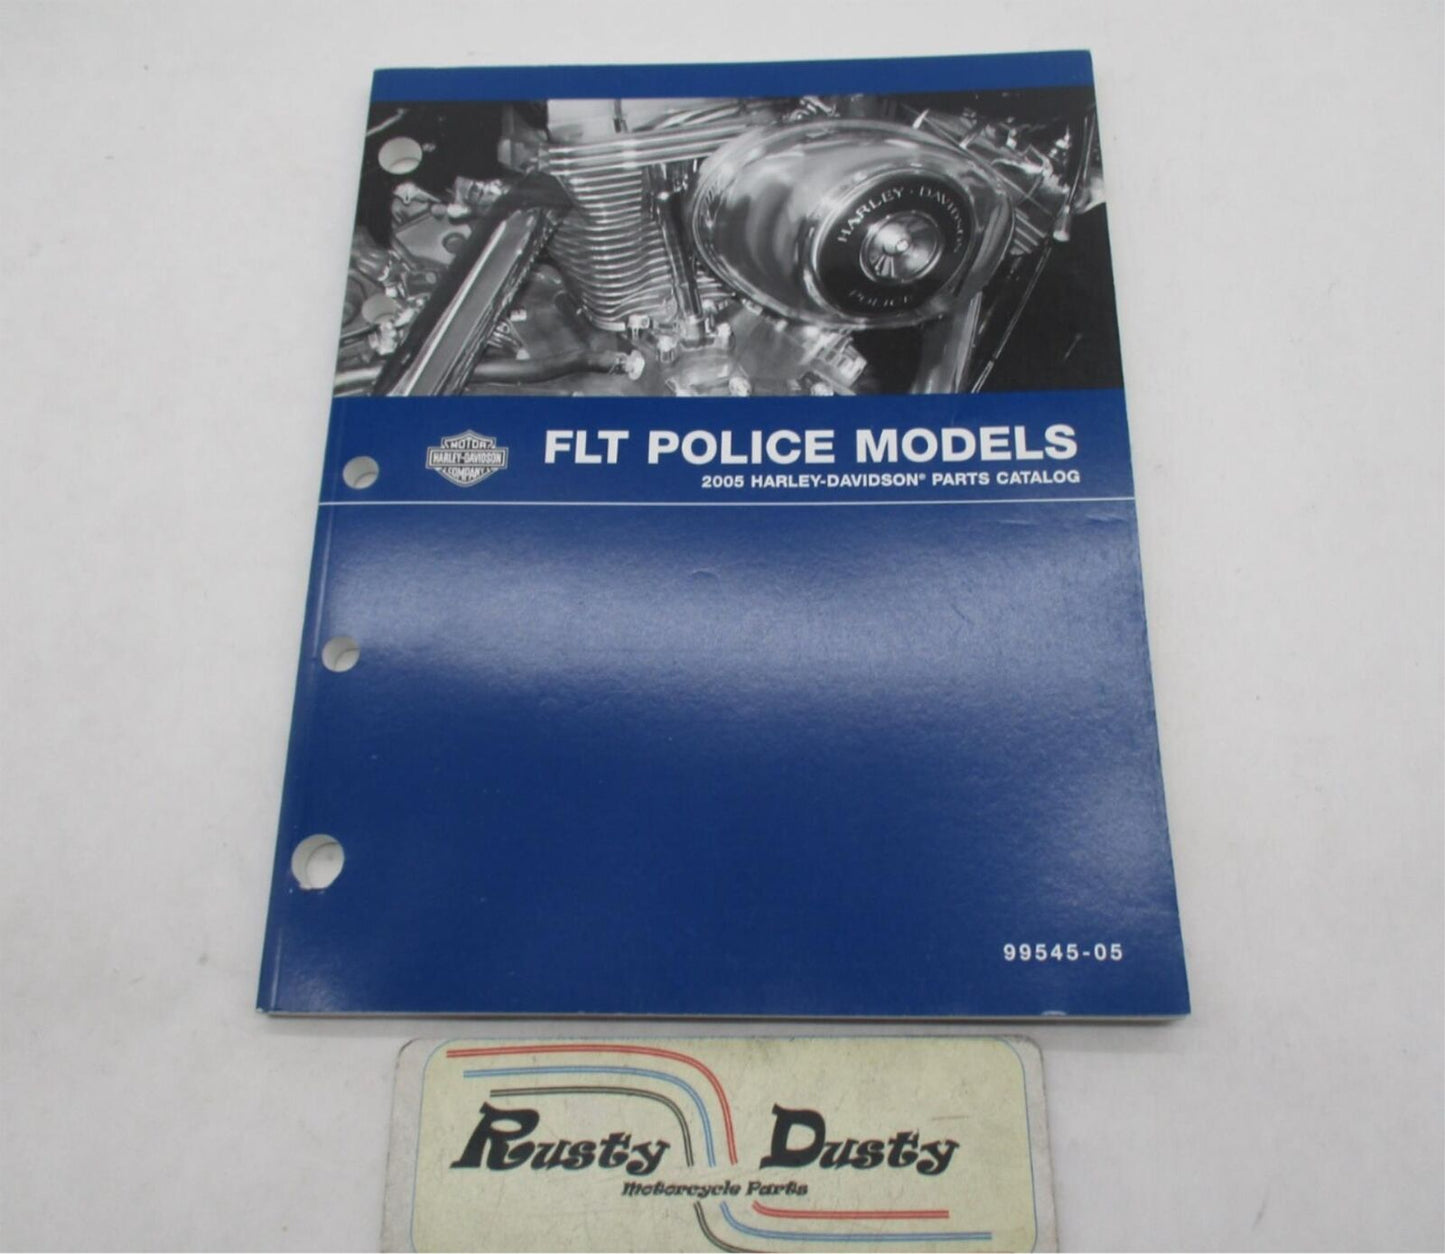 HARLEY · DAVIDSON
POLICE
MOTOR
HARLEY-DAVIDSON
COMPANY
FLT POLICE MODELS
2005 HARLEY-DAVIDSON® PARTS CATALOG
99545-05
Rusty Dusty
Motorcycle Parts